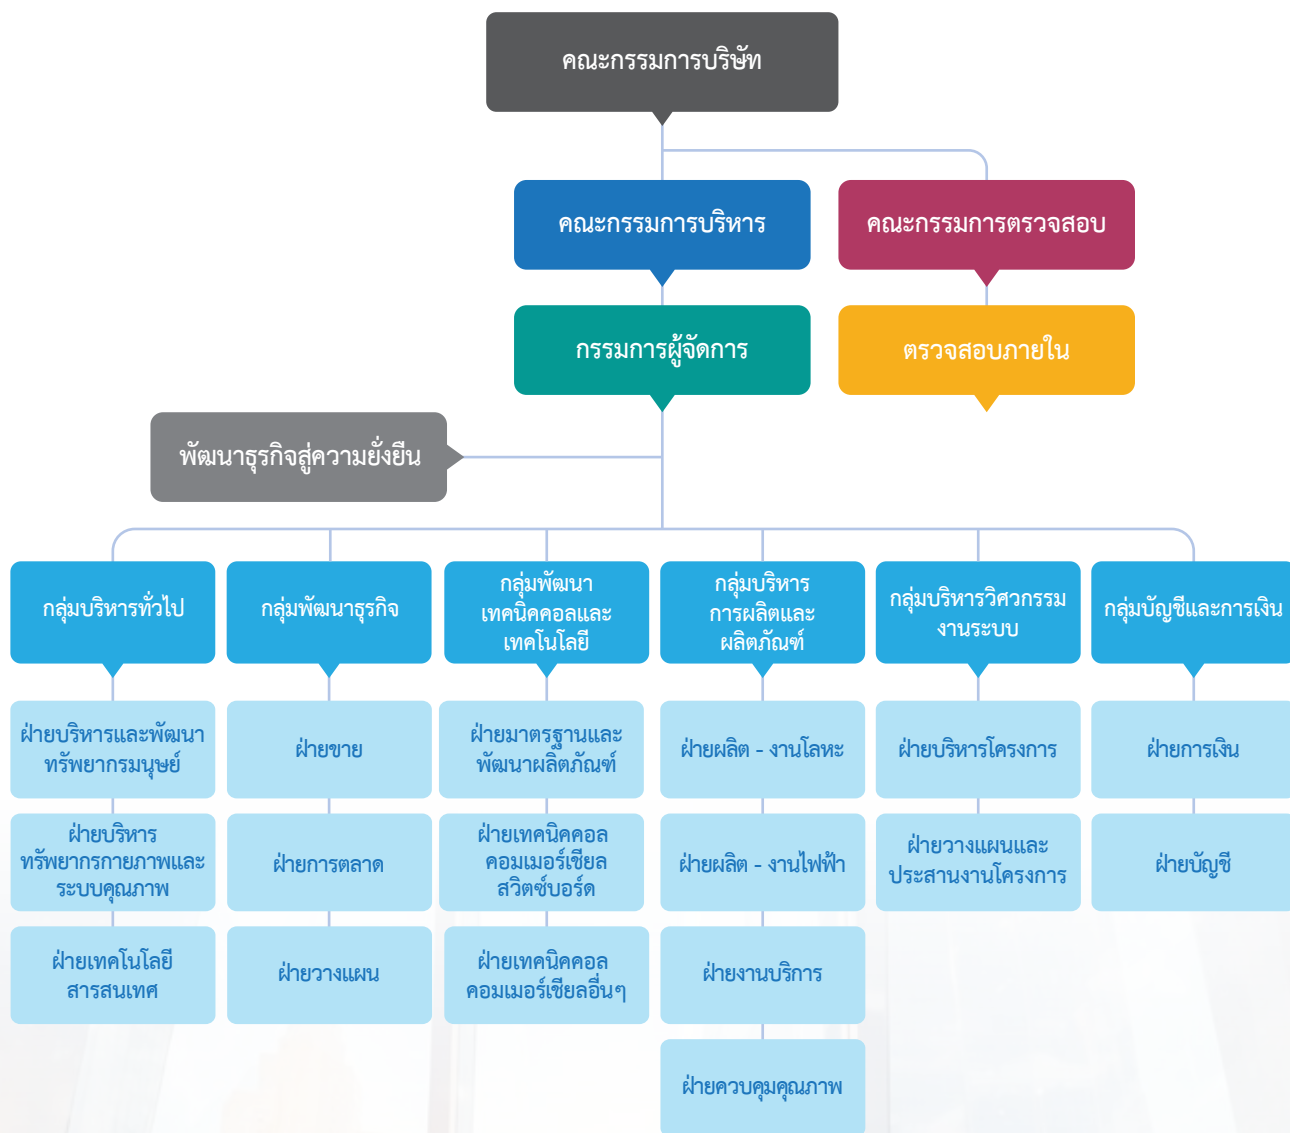 คณะกรรมการบริษัท
คณะกรรมการบริหาร
คณะกรรมการตรวจสอบ
กรรมการผู้จัดการ
ตรวจสอบภายใน
พัฒนาธุรกิจสู่ความยั่งยืน
กลุ่มบริหารทั่วไป
กลุ่มพัฒนาธุรกิจ
กลุ่มพัฒนา
เทคนิคคอลและ
เทคโนโลยี
กลุ่มบริหาร
การผลิตและ
ผลิตภัณฑ์
กลุ่มบริหารวิศวกรรม
งานระบบ
กลุ่มบัญชีและการเงิน
ฝ่ายบริหารและพัฒนา
ทรัพยากรมนุษย์
ฝ่ายขาย
ฝ่ายมาตรฐานและ
พัฒนาผลิตภัณฑ์
ฝ่ายผลิต - งานโลหะ
ฝ่ายบริหารโครงการ
ฝ่ายการเงิน
ฝ่ายบริหาร
ทรัพยากรกายภาพและ
ระบบคุณภาพ
ฝ่ายการตลาด
ฝ่ายเทคนิคคอล
คอมเมอร์เชียล
สวิตซ์บอร์ด
ฝ่ายผลิต - งานไฟฟ้า
ฝ่ายวางแผนและ
ประสานงานโครงการ
ฝ่ายบัญชี
ฝ่ายเทคโนโลยี
สารสนเทศ
ฝ่ายวางแผน
ฝ่ายเทคนิคคอล
คอมเมอร์เชียลอื่นๆ
ฝ่ายงานบริการ
ฝ่ายควบคุมคุณภาพ